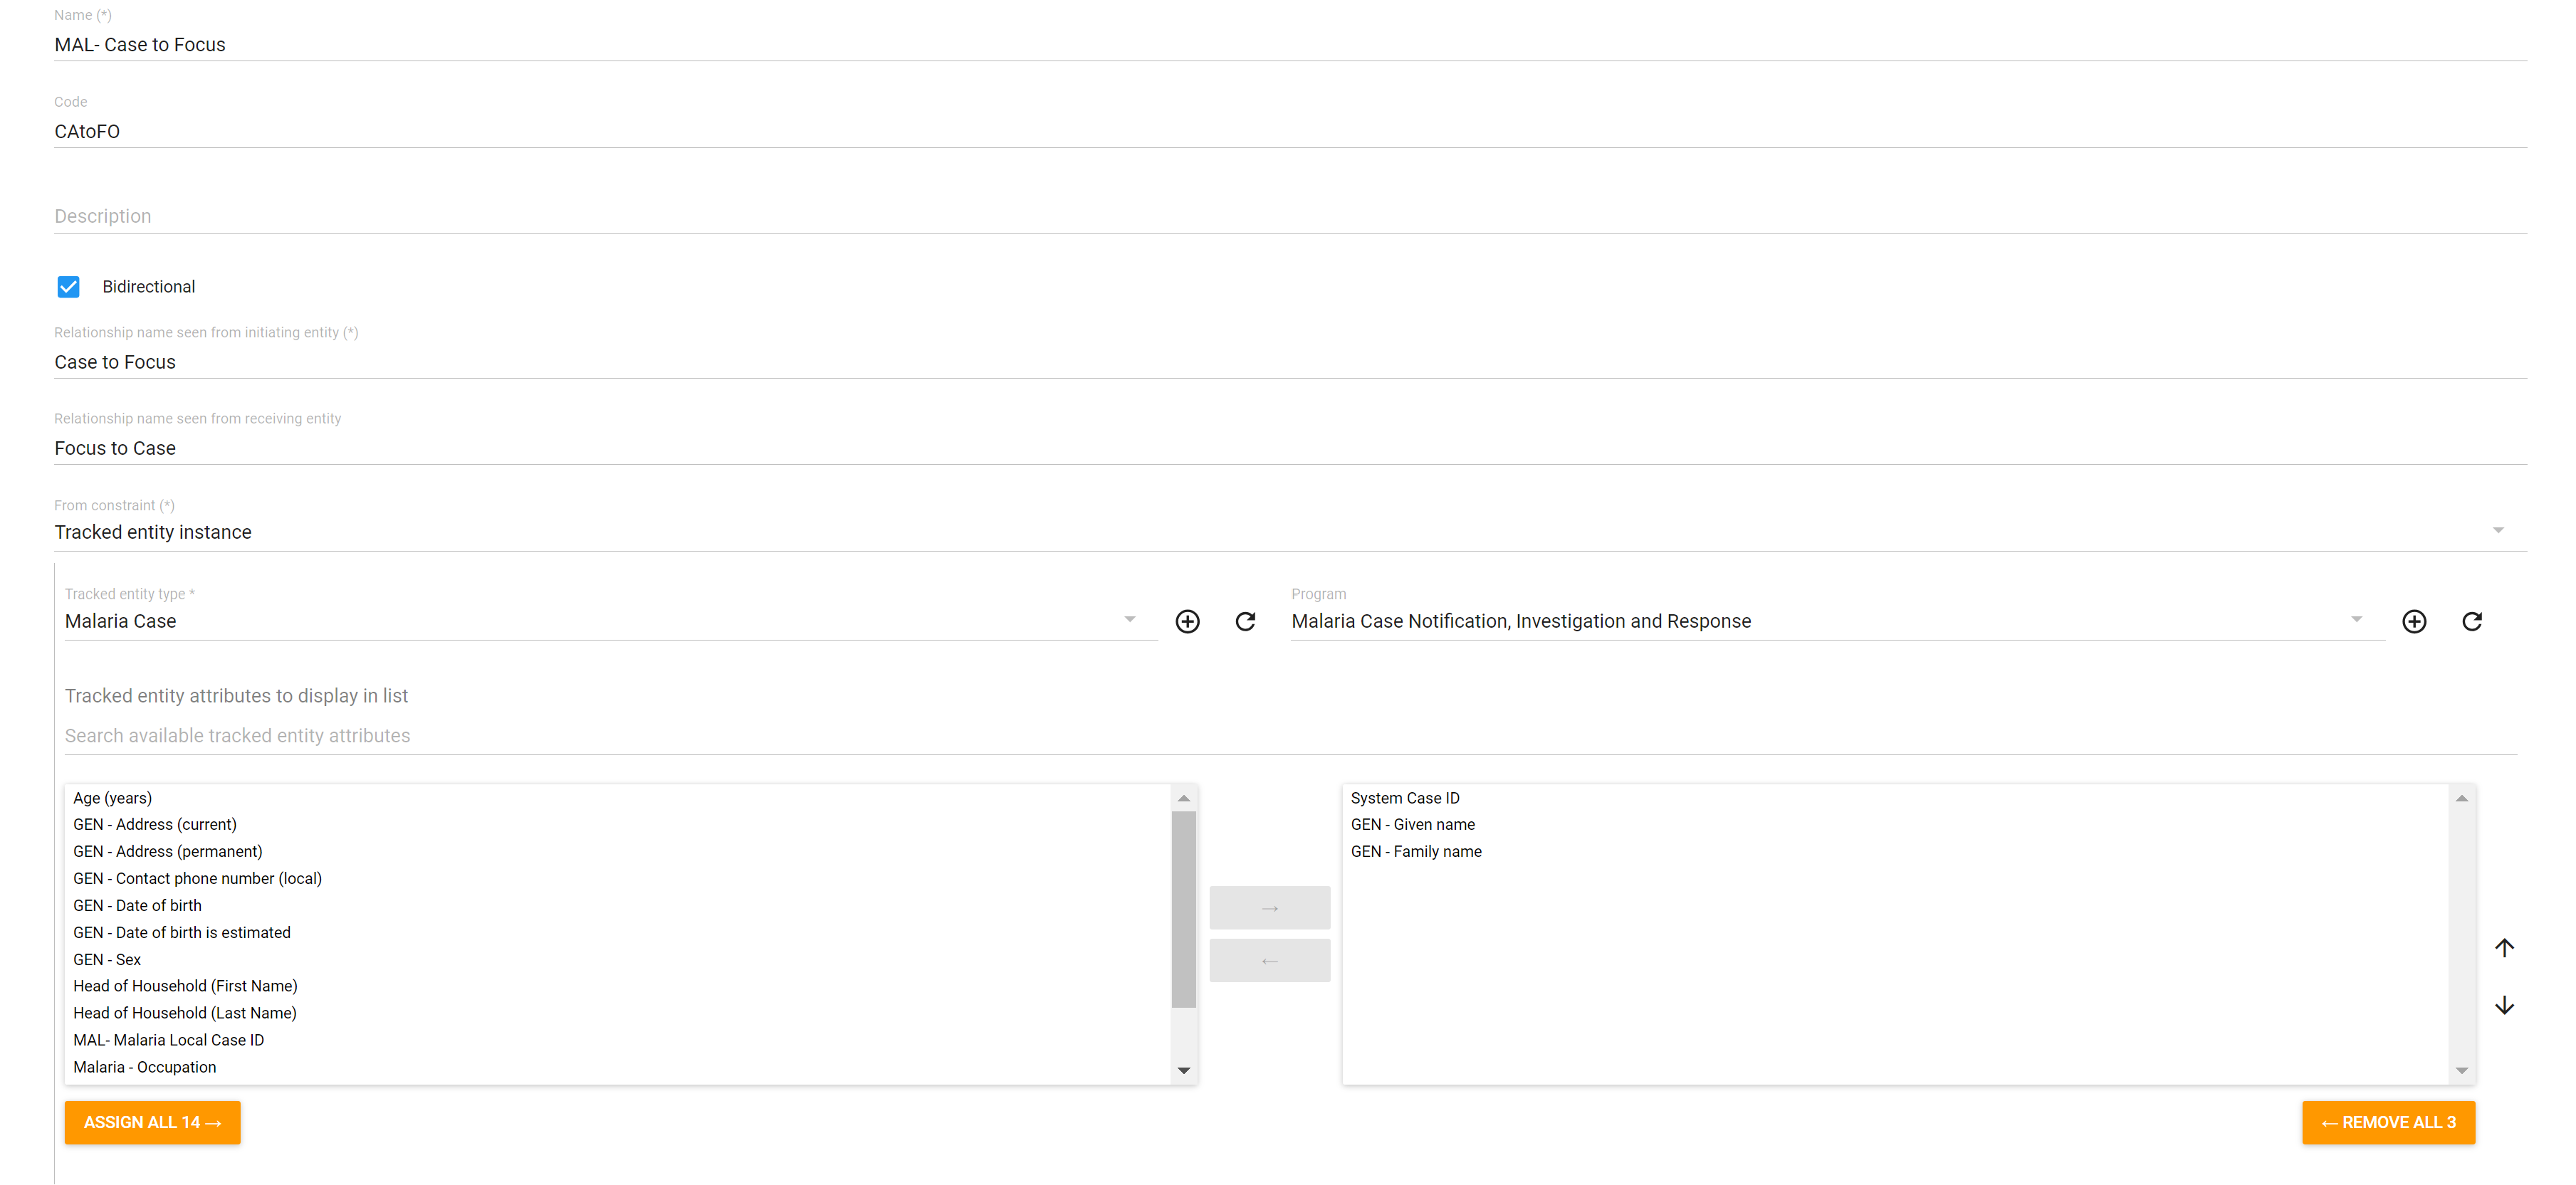 Name (*)
MAL- Case to Focus
Code
CAtoFO
Description
Bidirectional
Relationship name seen from initiating entity (*)
Case to Focus
Relationship name seen from receiving entity
Focus to Case
From constraint (*)
Tracked entity instance
Tracked entity type *
Malaria Case
Program
Malaria Case Notification, Investigation and Response
Tracked entity attributes to display in list
Search available tracked entity attributes
Age (years)
GEN - Address (current)
GEN - Address (permanent)
GEN - Contact phone number (local)
GEN - Date of birth
GEN - Date of birth is estimated
GEN - Sex
Head of Household (First Name)
Head of Household (Last Name)
MAL- Malaria Local Case ID
Malaria - Occupation
→
←
System Case ID
GEN - Given name
GEN - Family name
ASSIGN ALL 14 →
← REMOVE ALL 3